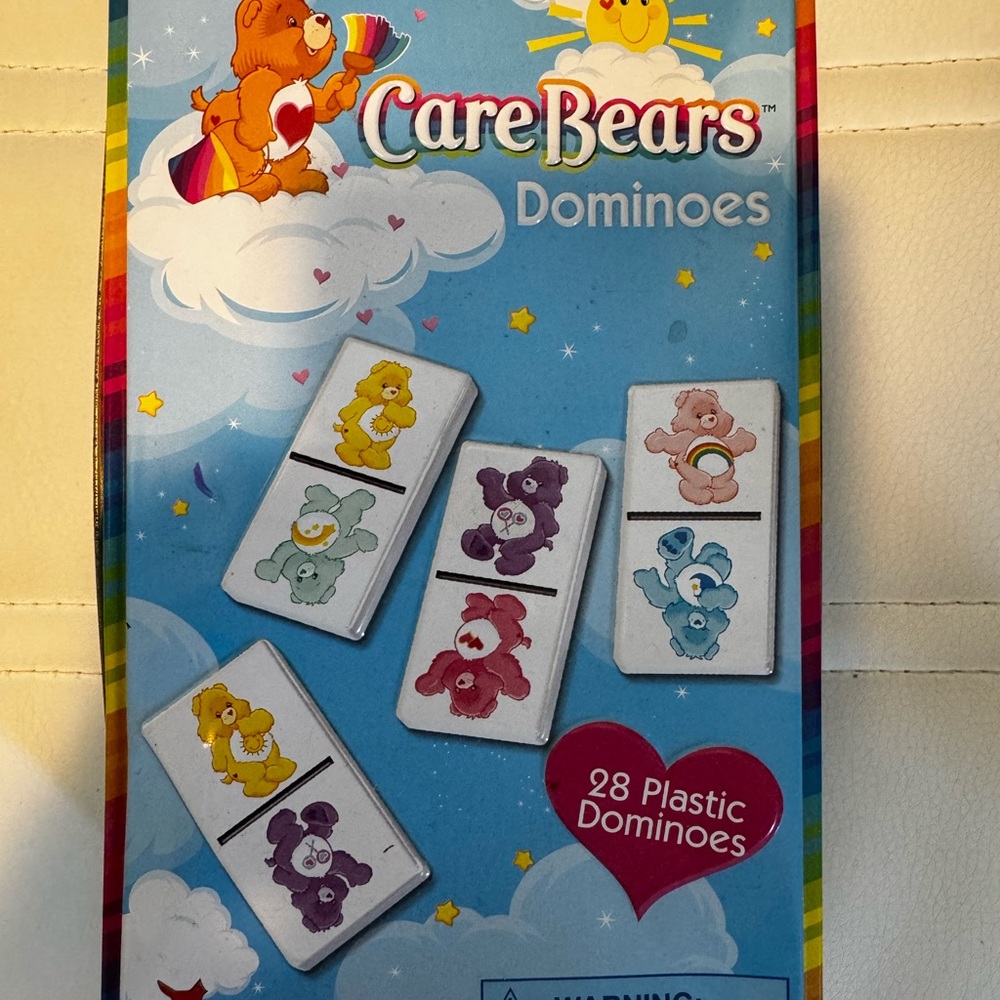 Care Bears™
Dominoes
28 Plastic
Dominoes
WARNING: